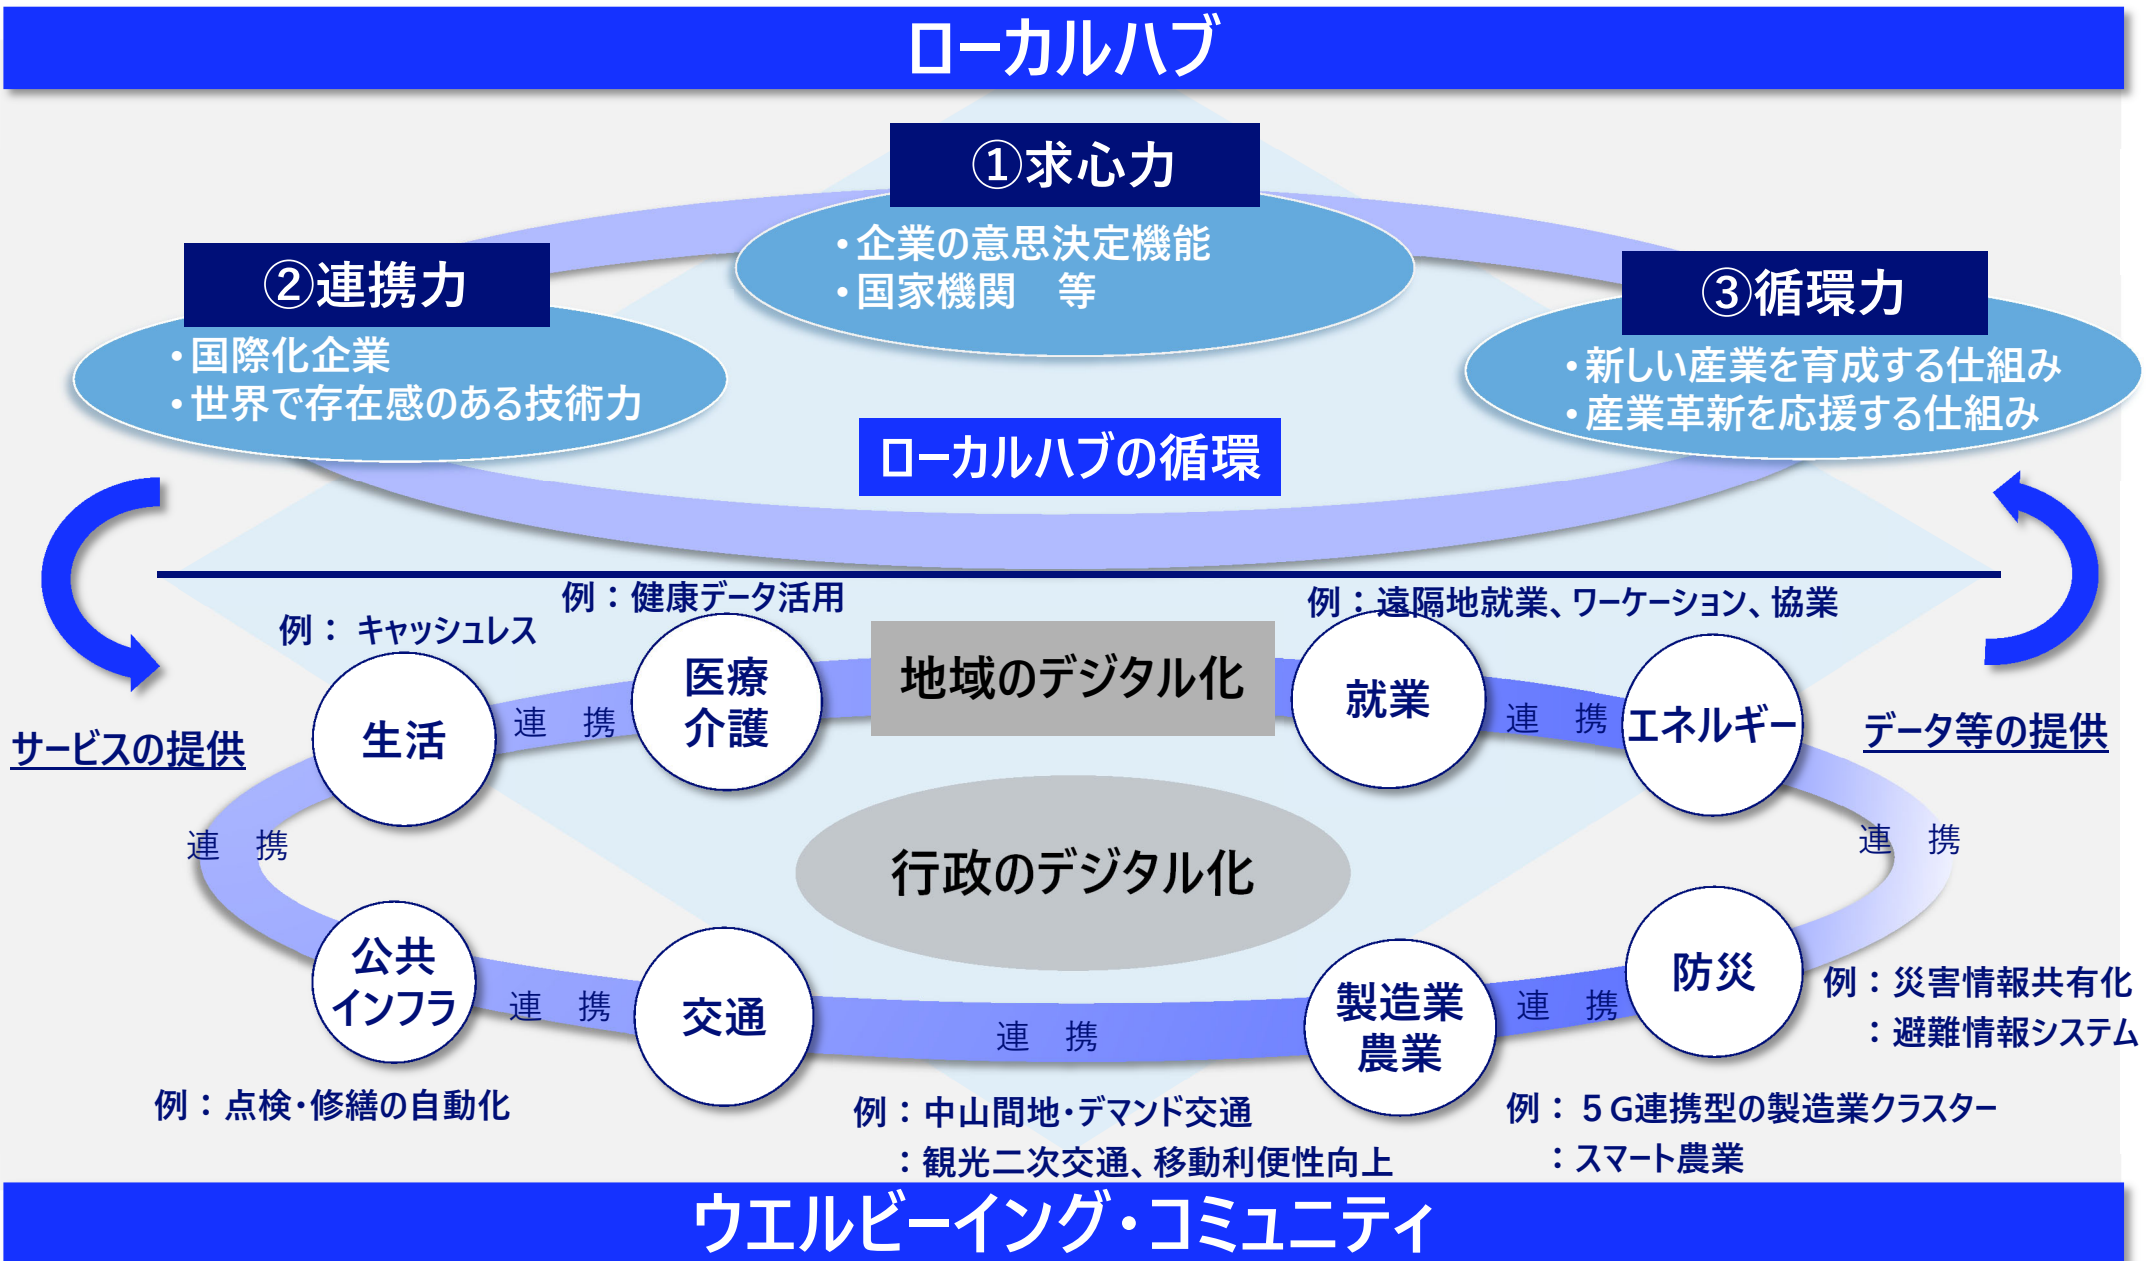 ローカルハブ
①求心力
・企業の意思決定機能
・国家機関　等
②連携力
・国際化企業
・世界で存在感のある技術力
③循環力
・新しい産業を育成する仕組み
・産業革新を応援する仕組み
ローカルハブの循環
例：健康データ活用
例：遠隔地就業、ワーケーション、協業
例： キャッシュレス
地域のデジタル化
医療
介護
就業
生活
エネルギー
連　携
連　携
サービスの提供
データ等の提供
連　携
連　携
行政のデジタル化
公共
インフラ
交通
製造業
農業
防災
連　携
連　携
連　携
例：災害情報共有化
：避難情報システム
例：点検・修繕の自動化
例：中山間地・デマンド交通
：観光二次交通、移動利便性向上
例：５G連携型の製造業クラスター
：スマート農業
ウエルビーイング・コミュニティ